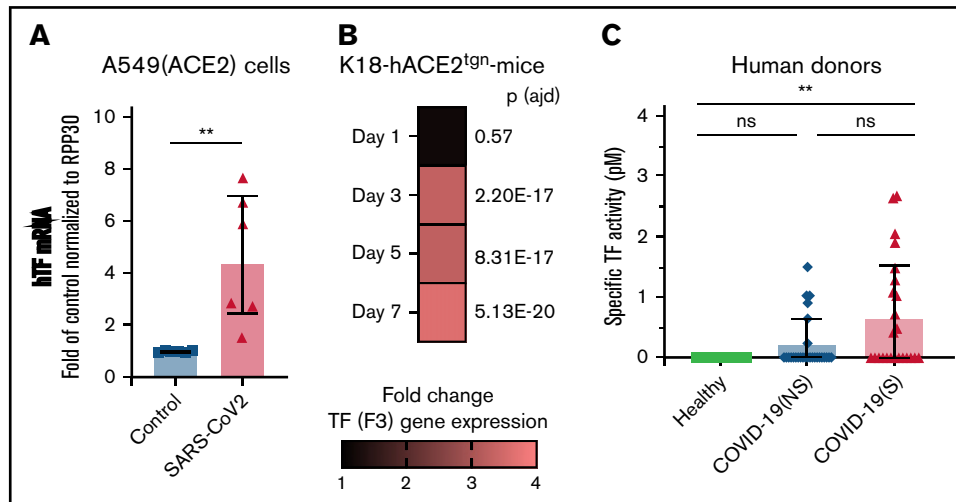 A
A549(ACE2) cells
hTF mRNA
Fold of control normalized to RPP30
10
8
6
4
2
0
**
Control
SARS-CoV2
B
K18-hACE2tgn-mice
p (ajd)
Day 1 0.57
Day 3 2.20E-17
Day 5 8.31E-17
Day 7 5.13E-20
Fold change
TF (F3) gene expression
1 2 3 4
C
Human donors
Specific TF activity (pM)
4
3
2
1
0
**
ns ns
Healthy
COVID-19(NS)
COVID-19(S)